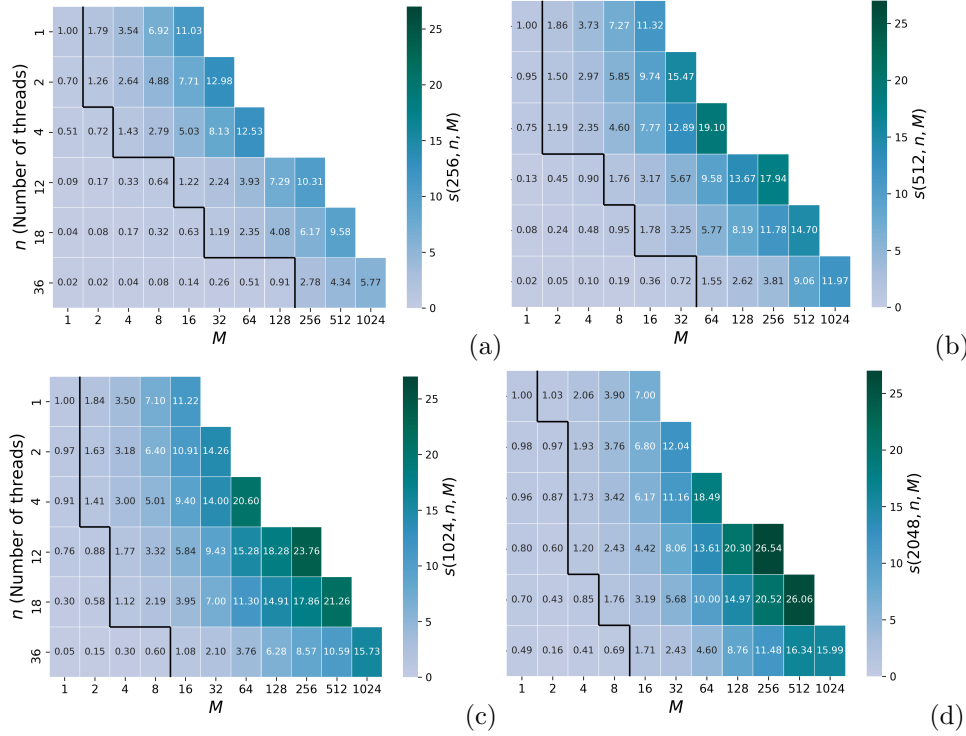 1 1.00 1.79 3.54 6.92 11.03
2 0.70 1.26 2.64 4.88 7.71 12.98
4 0.51 0.72 1.43 2.79 5.03 8.13 12.53
12 0.09 0.17 0.33 0.64 1.22 2.24 3.93 7.29 10.31
18 0.04 0.08 0.17 0.32 0.63 1.19 2.35 4.08 6.17 9.58
36 0.02 0.02 0.04 0.08 0.14 0.26 0.51 0.91 2.78 4.34 5.77
1 2 4 8 16 32 64 128 256 512 1024
M
n (Number of threads)
25
20
15
10
5
0
s(256, n, M)
(a)
1.00 1.86 3.73 7.27 11.32
0.95 1.50 2.97 5.85 9.74 15.47
0.75 1.19 2.35 4.60 7.77 12.89 19.10
0.13 0.45 0.90 1.76 3.17 5.67 9.58 13.67 17.94
0.08 0.24 0.48 0.95 1.78 3.25 5.77 8.19 11.78 14.70
0.02 0.05 0.10 0.19 0.36 0.72 1.55 2.62 3.81 9.06 11.97
1 2 4 8 16 32 64 128 256 512 1024
M
25
20
15
10
5
0
s(512, n, M)
(b)
1 1.00 1.84 3.50 7.10 11.22
2 0.97 1.63 3.18 6.40 10.91 14.26
4 0.91 1.41 3.00 5.01 9.40 14.00 20.60
12 0.76 0.88 1.77 3.32 5.84 9.43 15.28 18.28 23.76
18 0.30 0.58 1.12 2.19 3.95 7.00 11.30 14.91 17.86 21.26
36 0.05 0.15 0.30 0.60 1.08 2.10 3.76 6.28 8.57 10.59 15.73
1 2 4 8 16 32 64 128 256 512 1024
M
n (Number of threads)
25
20
15
10
5
0
s(1024, n, M)
(c)
1.00 1.03 2.06 3.90 7.00
0.98 0.97 1.93 3.76 6.80 12.04
0.96 0.87 1.73 3.42 6.17 11.16 18.49
0.80 0.60 1.20 2.43 4.42 8.06 13.61 20.30 26.54
0.70 0.43 0.85 1.76 3.19 5.68 10.00 14.97 20.52 26.06
0.49 0.16 0.41 0.69 1.71 2.43 4.60 8.76 11.48 16.34 15.99
1 2 4 8 16 32 64 128 256 512 1024
M
25
20
15
10
5
0
s(2048, n, M)
(d)